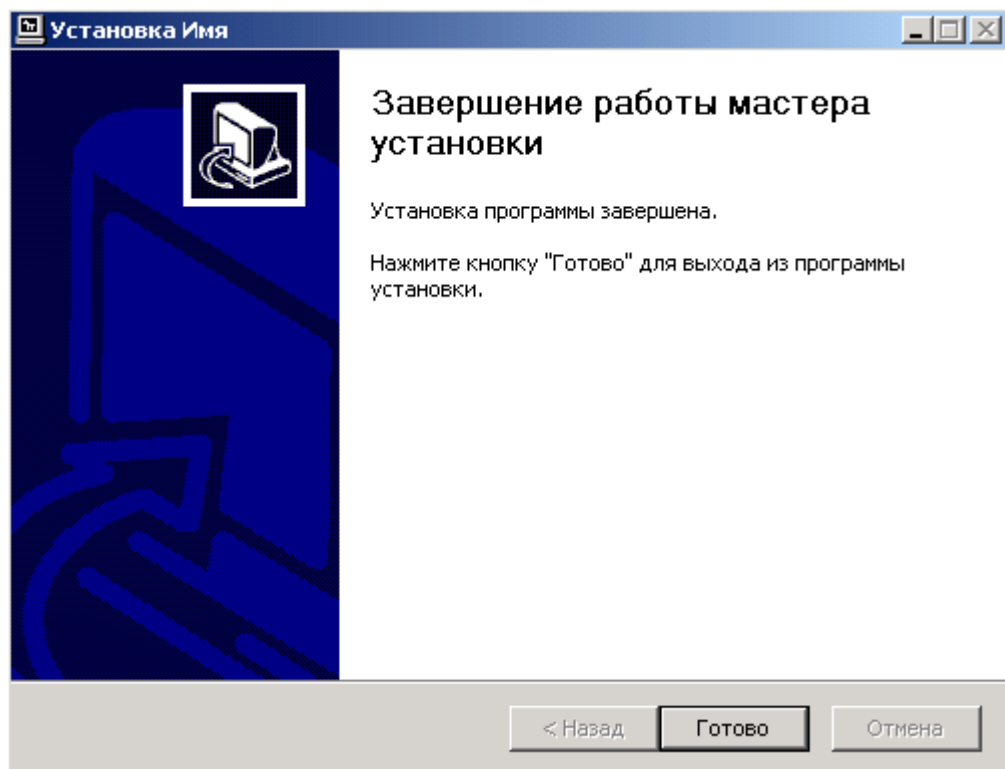 Установка Имя
Завершение работы мастера
установки
Установка программы завершена.
Нажмите кнопку "Готово" для выхода из программы
установки.
< Назад
Готово
Отмена